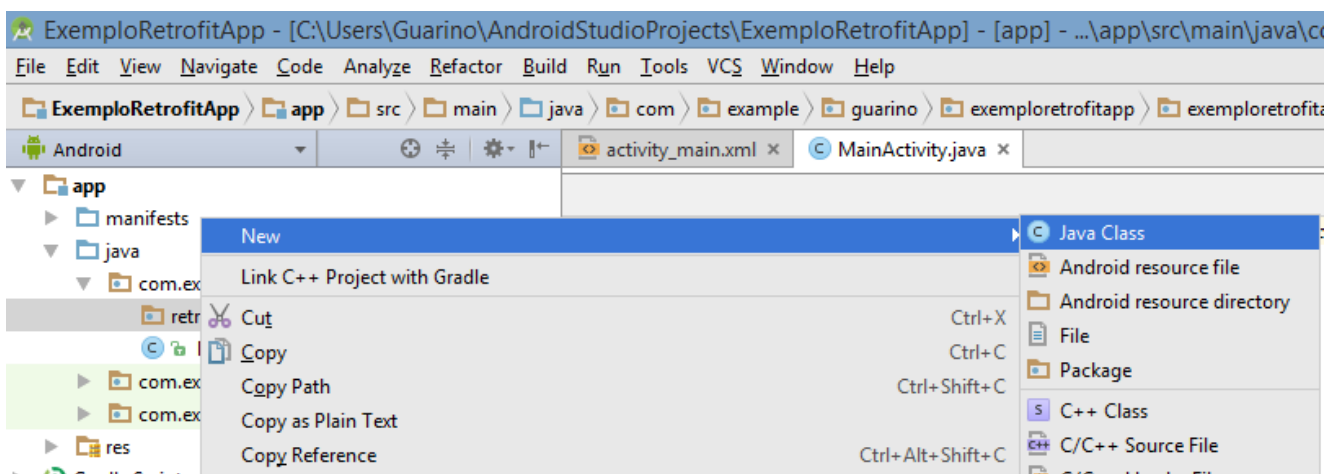 ExemploRetrofitApp - [C:\Users\Guarino\AndroidStudioProjects\ExemploRetrofitApp] - [app] - ...\app\src\main\java\c
File Edit View Navigate Code Analyze Refactor Build Run Tools VCS Window Help
ExemploRetrofitApp app src main java com example guarino exemploretrofitapp exemploretrofita
Android activity_main.xml MainActivity.java
app
manifests
New Java Class
java
Android resource file
com.ex Link C++ Project with Gradle
Android resource directory
retr Cut Ctrl+X
File
Copy Ctrl+C
Package
com.ex Copy Path Ctrl+Shift+C
com.ex Copy as Plain Text
C++ Class
res Copy Reference Ctrl+Alt+Shift+C
C/C++ Source File